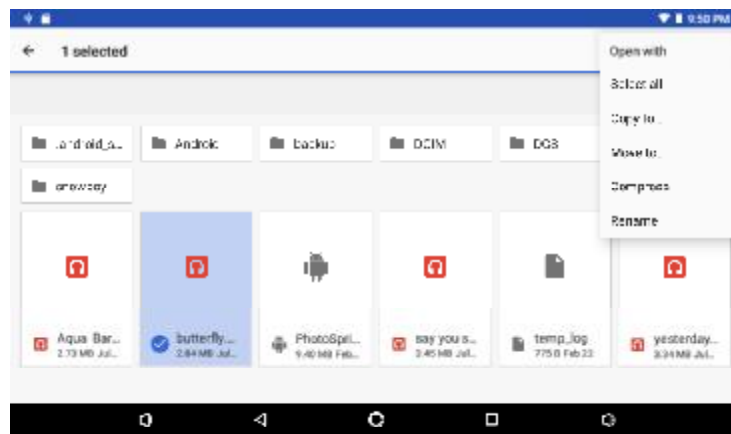 9:50 PM
1 selected
Open with
Select all
Copy to...
Move to...
Compress
Rename
.android_s...
Android
backup
DCIM
Aqua Bar...
2.73 MB Jul...
butterfly...
2.84 MB Jul...
PhotoSpri...
9.40 MB Feb...
say you s...
3.45 MB Jul...
temp_log
775 B Feb 23
yesterday...
3.34 MB Jul...